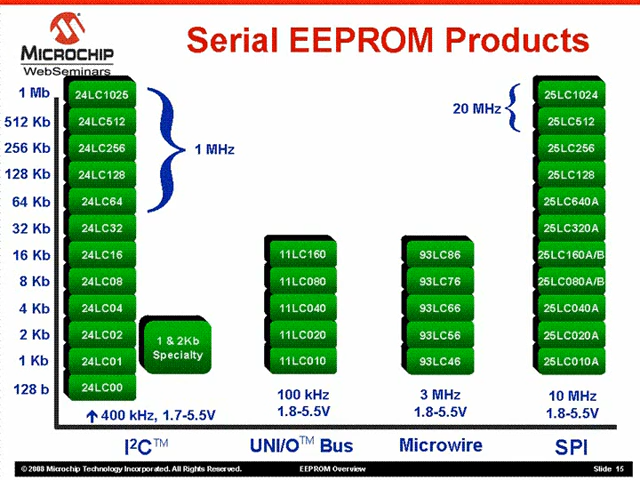 MICROCHIP
WebSeminars
Serial EEPROM Products
1 Mb
512 Kb
256 Kb
128 Kb
64 Kb
32 Kb
16 Kb
8 Kb
4 Kb
2 Kb
1 Kb
128 b
24LC1025
24LC512
24LC256
24LC128
24LC64
24LC32
24LC16
24LC08
24LC04
24LC02
24LC01
24LC00
1 MHz
1 & 2Kb
Specialty
↑ 400 kHz, 1.7-5.5V
I²C™
11LC160
11LC080
11LC040
11LC020
11LC010
100 kHz
1.8-5.5V
UNI/O™ Bus
93LC86
93LC76
93LC66
93LC56
93LC46
3 MHz
1.8-5.5V
Microwire
20 MHz
25LC1024
25LC512
25LC256
25LC128
25LC640A
25LC320A
25LC160A/B
25LC080A/B
25LC040A
25LC020A
25LC010A
10 MHz
1.8-5.5V
SPI
© 2008 Microchip Technology Incorporated. All Rights Reserved.
EEPROM Overview
Slide 15